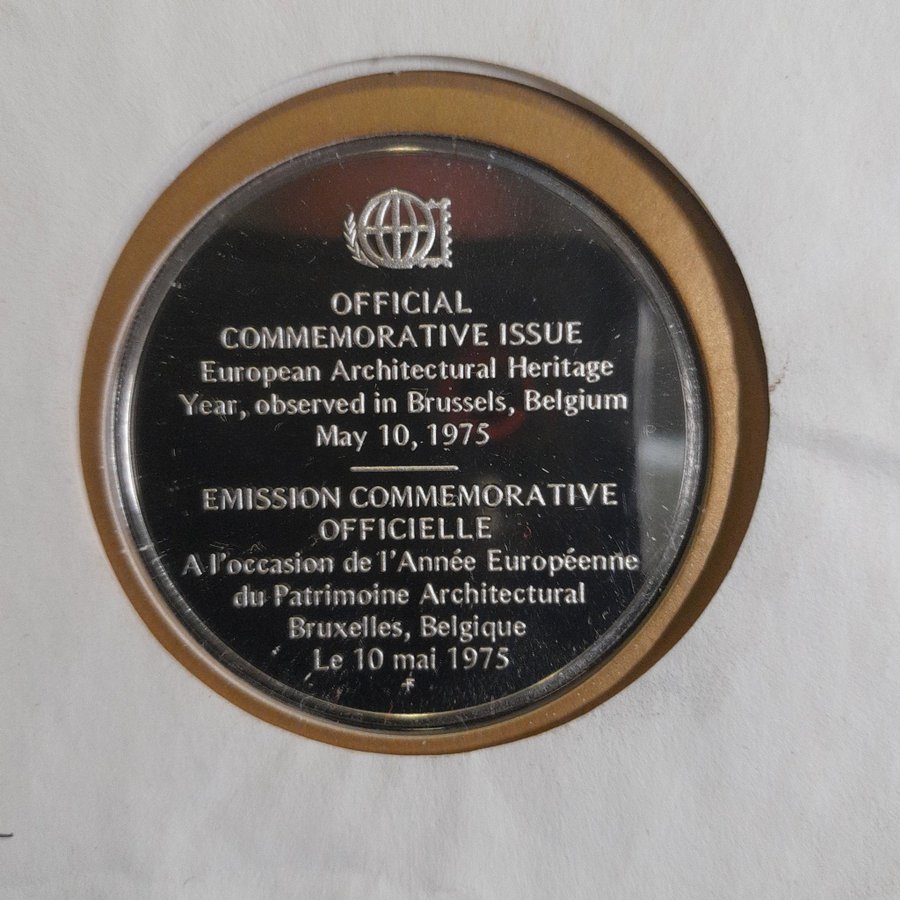 OFFICIAL
COMMEMORATIVE ISSUE
European Architectural Heritage
Year, observed in Brussels, Belgium
May 10, 1975
EMISSION COMMEMORATIVE
OFFICIELLE
A l'occasion de l'Année Européenne
du Patrimoine Architectural
Bruxelles, Belgique
Le 10 mai 1975
F